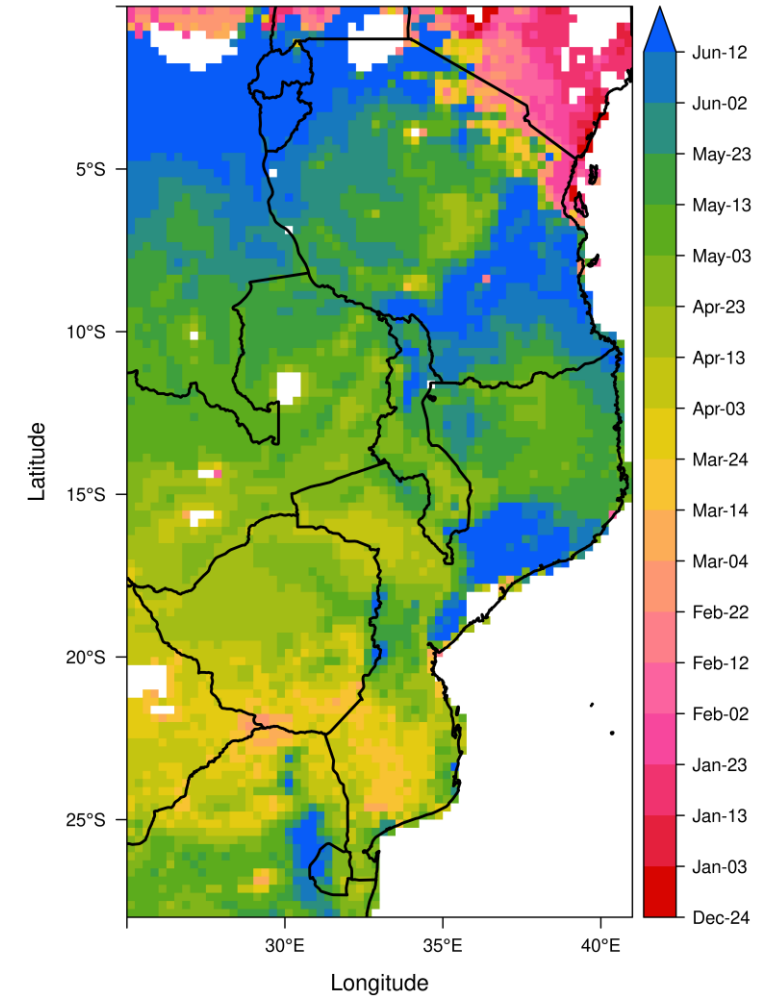 Latitude
5°S
10°S
15°S
20°S
25°S
30°E
35°E
40°E
Longitude
Jun-12
Jun-02
May-23
May-13
May-03
Apr-23
Apr-13
Apr-03
Mar-24
Mar-14
Mar-04
Feb-22
Feb-12
Feb-02
Jan-23
Jan-13
Jan-03
Dec-24